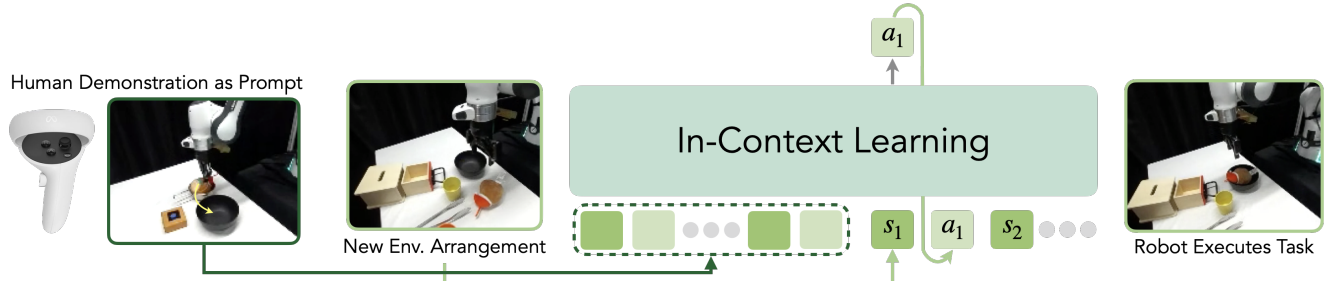 a1
Human Demonstration as Prompt
In-Context Learning
s1
a1
s2
New Env. Arrangement
Robot Executes Task